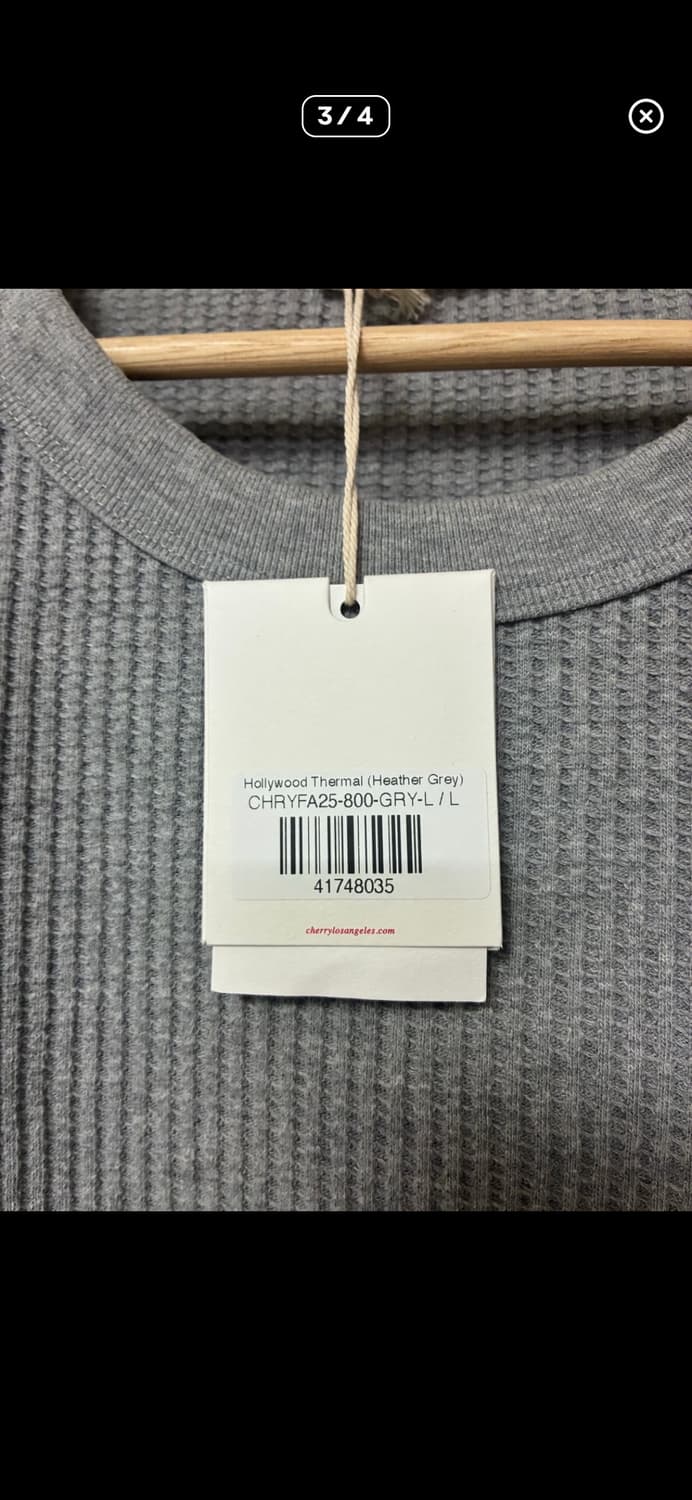 3/4
Hollywood Thermal (Heather Grey)
CHRYFA25-800-GRY-L / L
41748035
cherrylosangeles.com